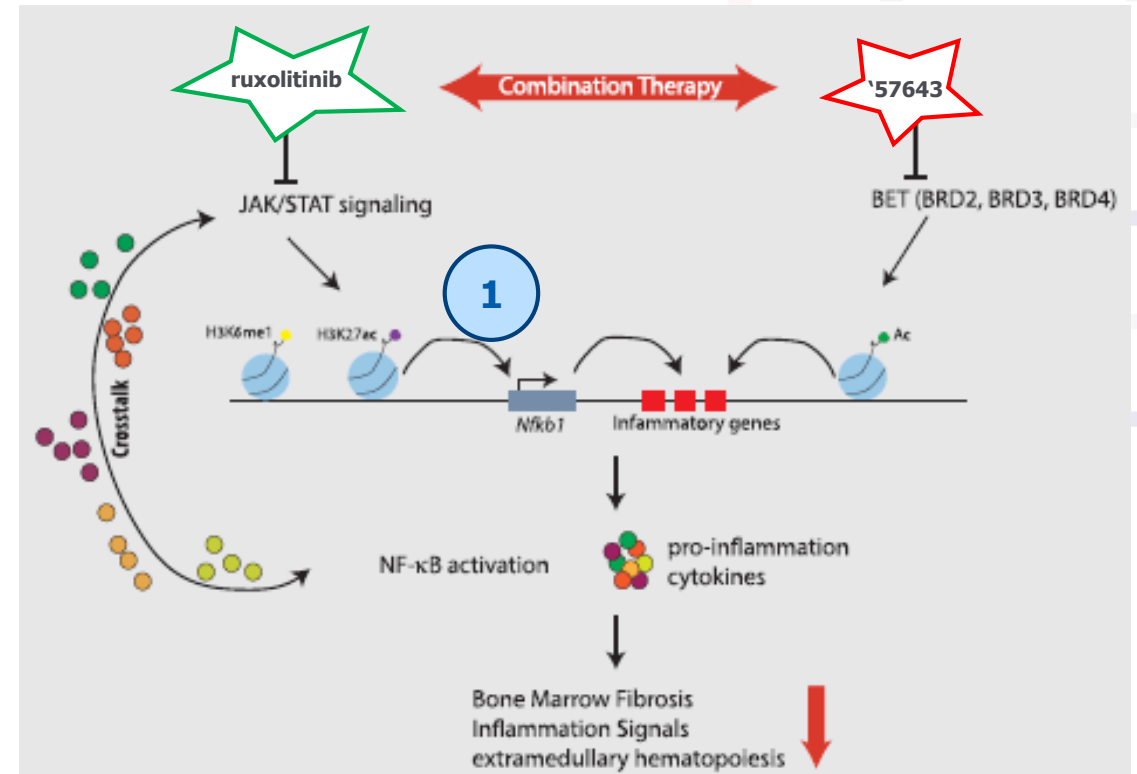 ruxolitinib
Combination Therapy
‘57643
JAK/STAT signaling
BET (BRD2, BRD3, BRD4)
1
H3K6me1
H3K27ac
Ac
Crosstalk
Nfkb1
Infammatory genes
NF-κB activation
pro-inflammation
cytokines
Bone Marrow Fibrosis
Inflammation Signals
extramedullary hematopoiesis